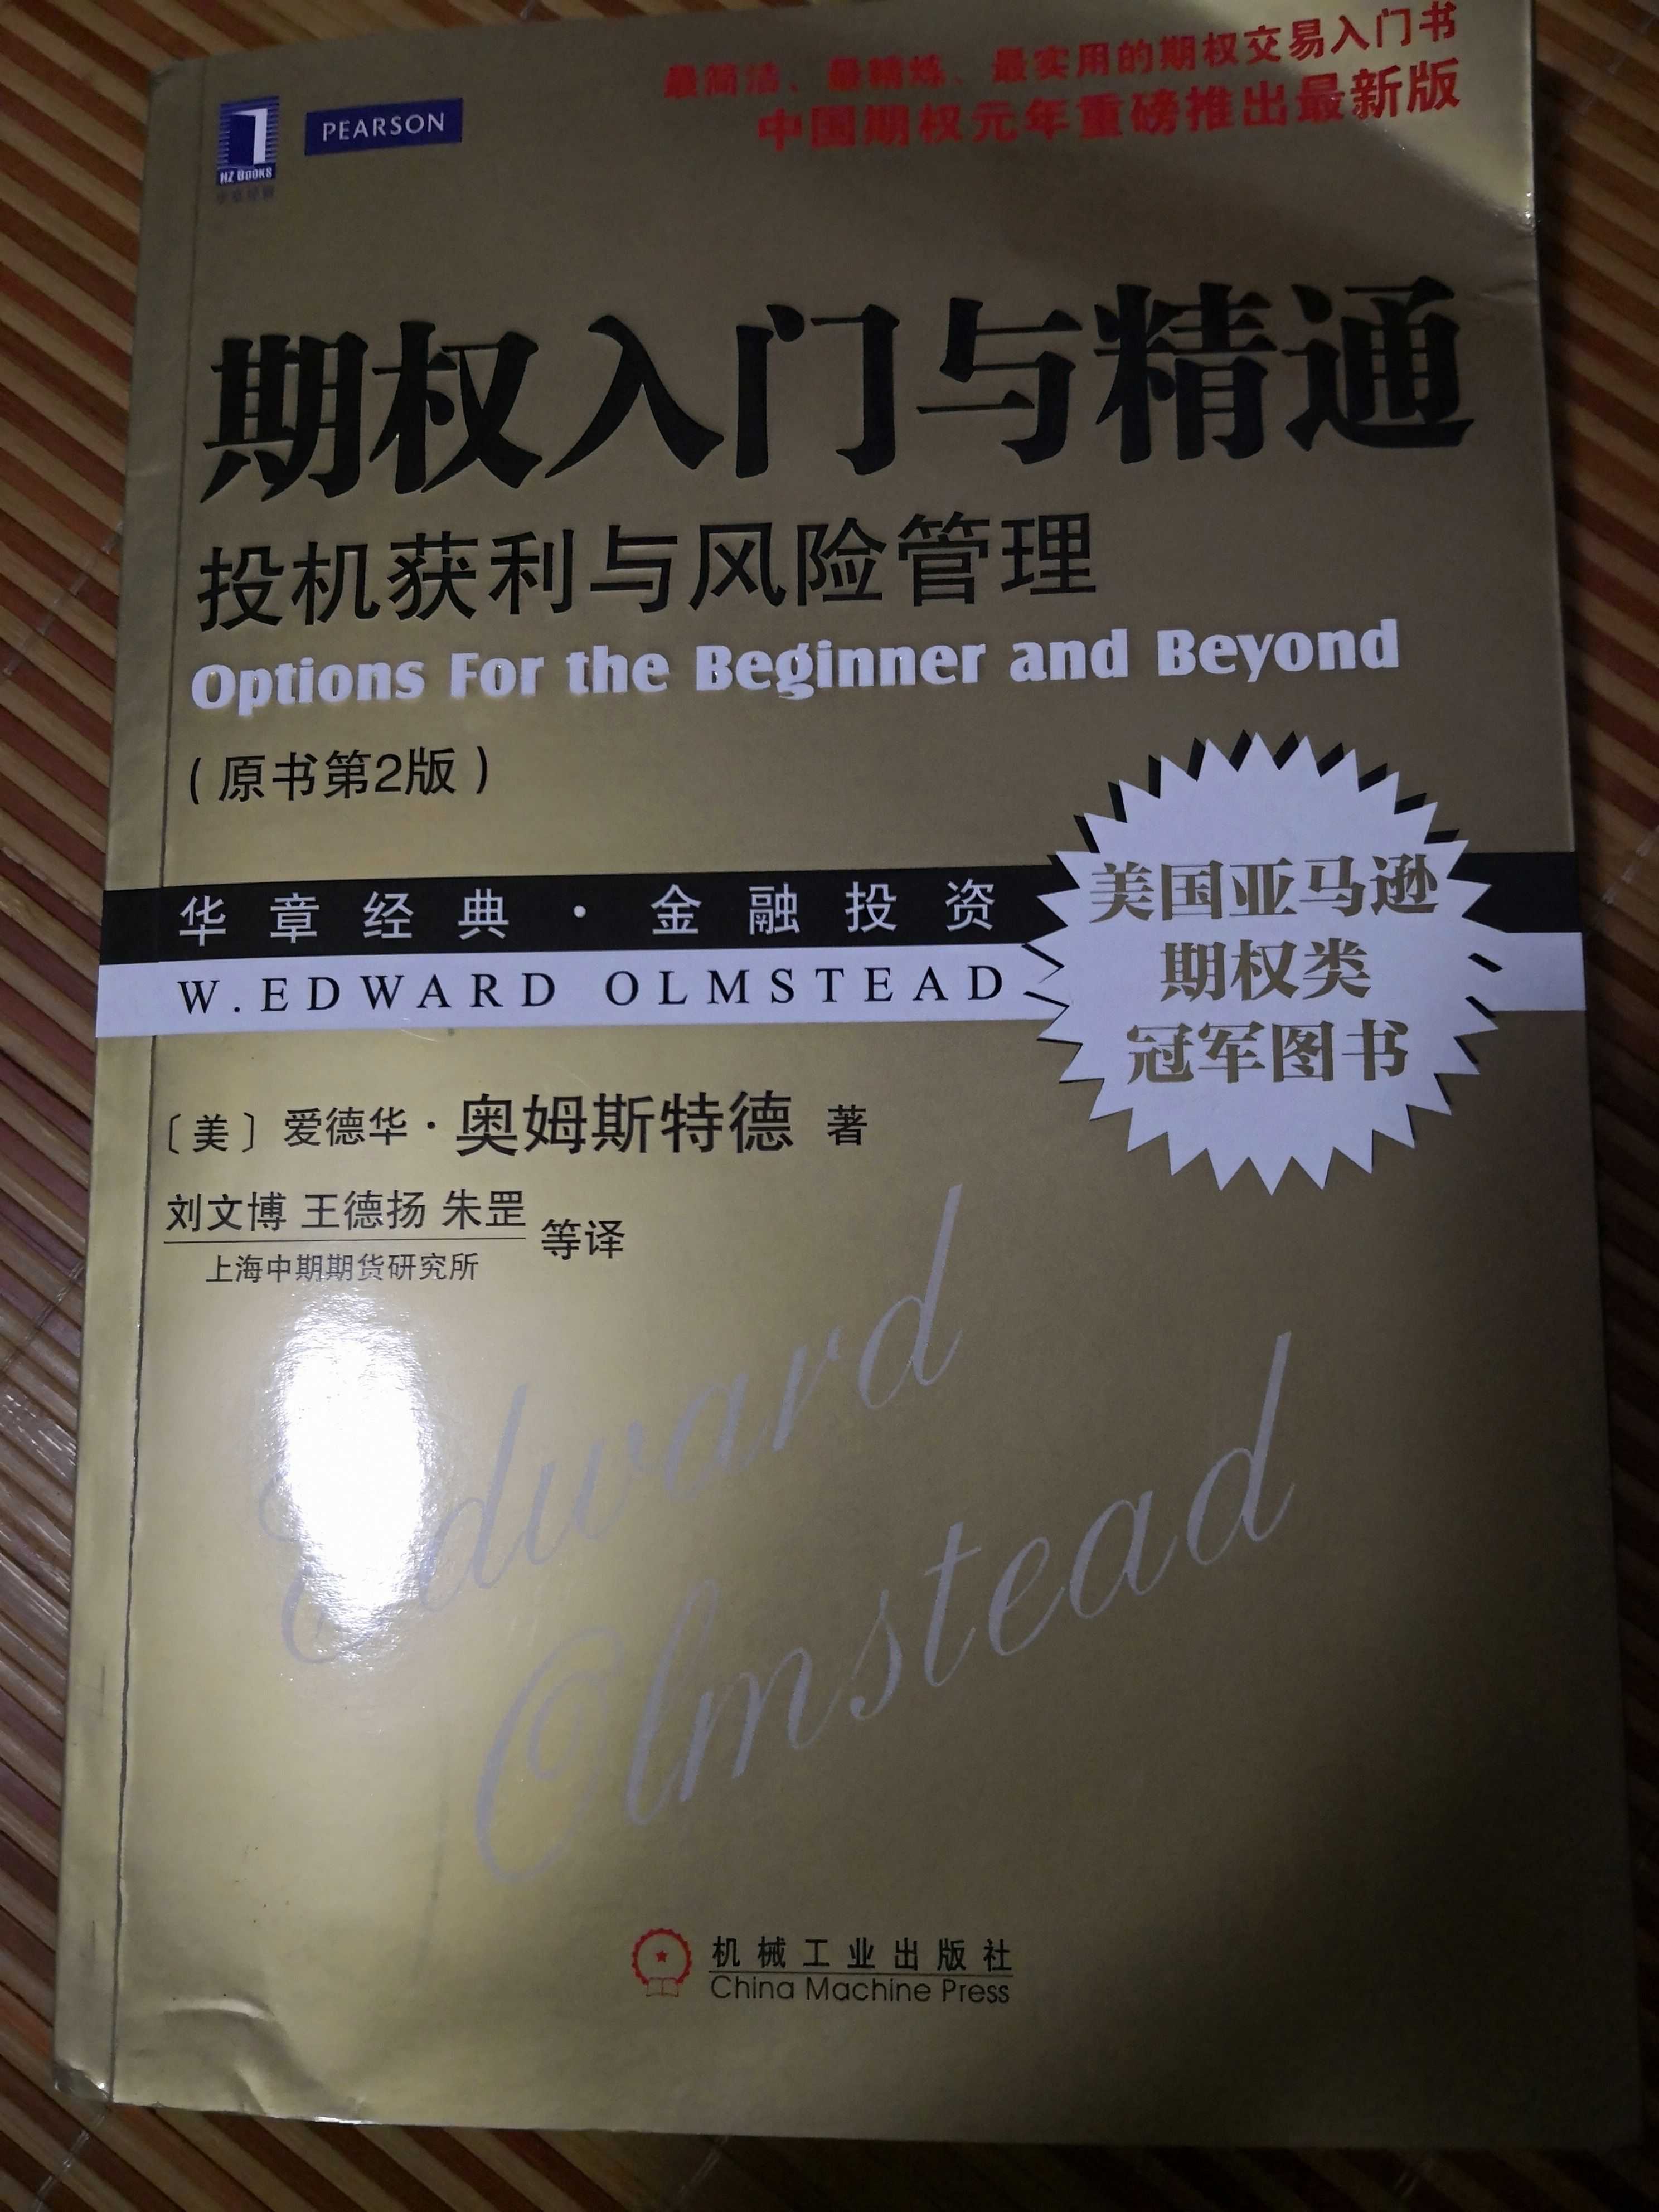 最简洁、最精炼、最实用的期权交易入门书
中国期权元年重磅推出最新版
HZ BOOKS
华章经管
PEARSON
期权入门与精通
投机获利与风险管理
Options For the Beginner and Beyond
(原书第2版)
华章经典·金融投资
W.EDWARD OLMSTEAD
美国亚马逊
期权类
冠军图书
〔美〕爱德华·奥姆斯特德 著
刘文博 王德扬 朱罡
上海中期期货研究所
等译
Edward
Olmstead
机械工业出版社
China Machine Press